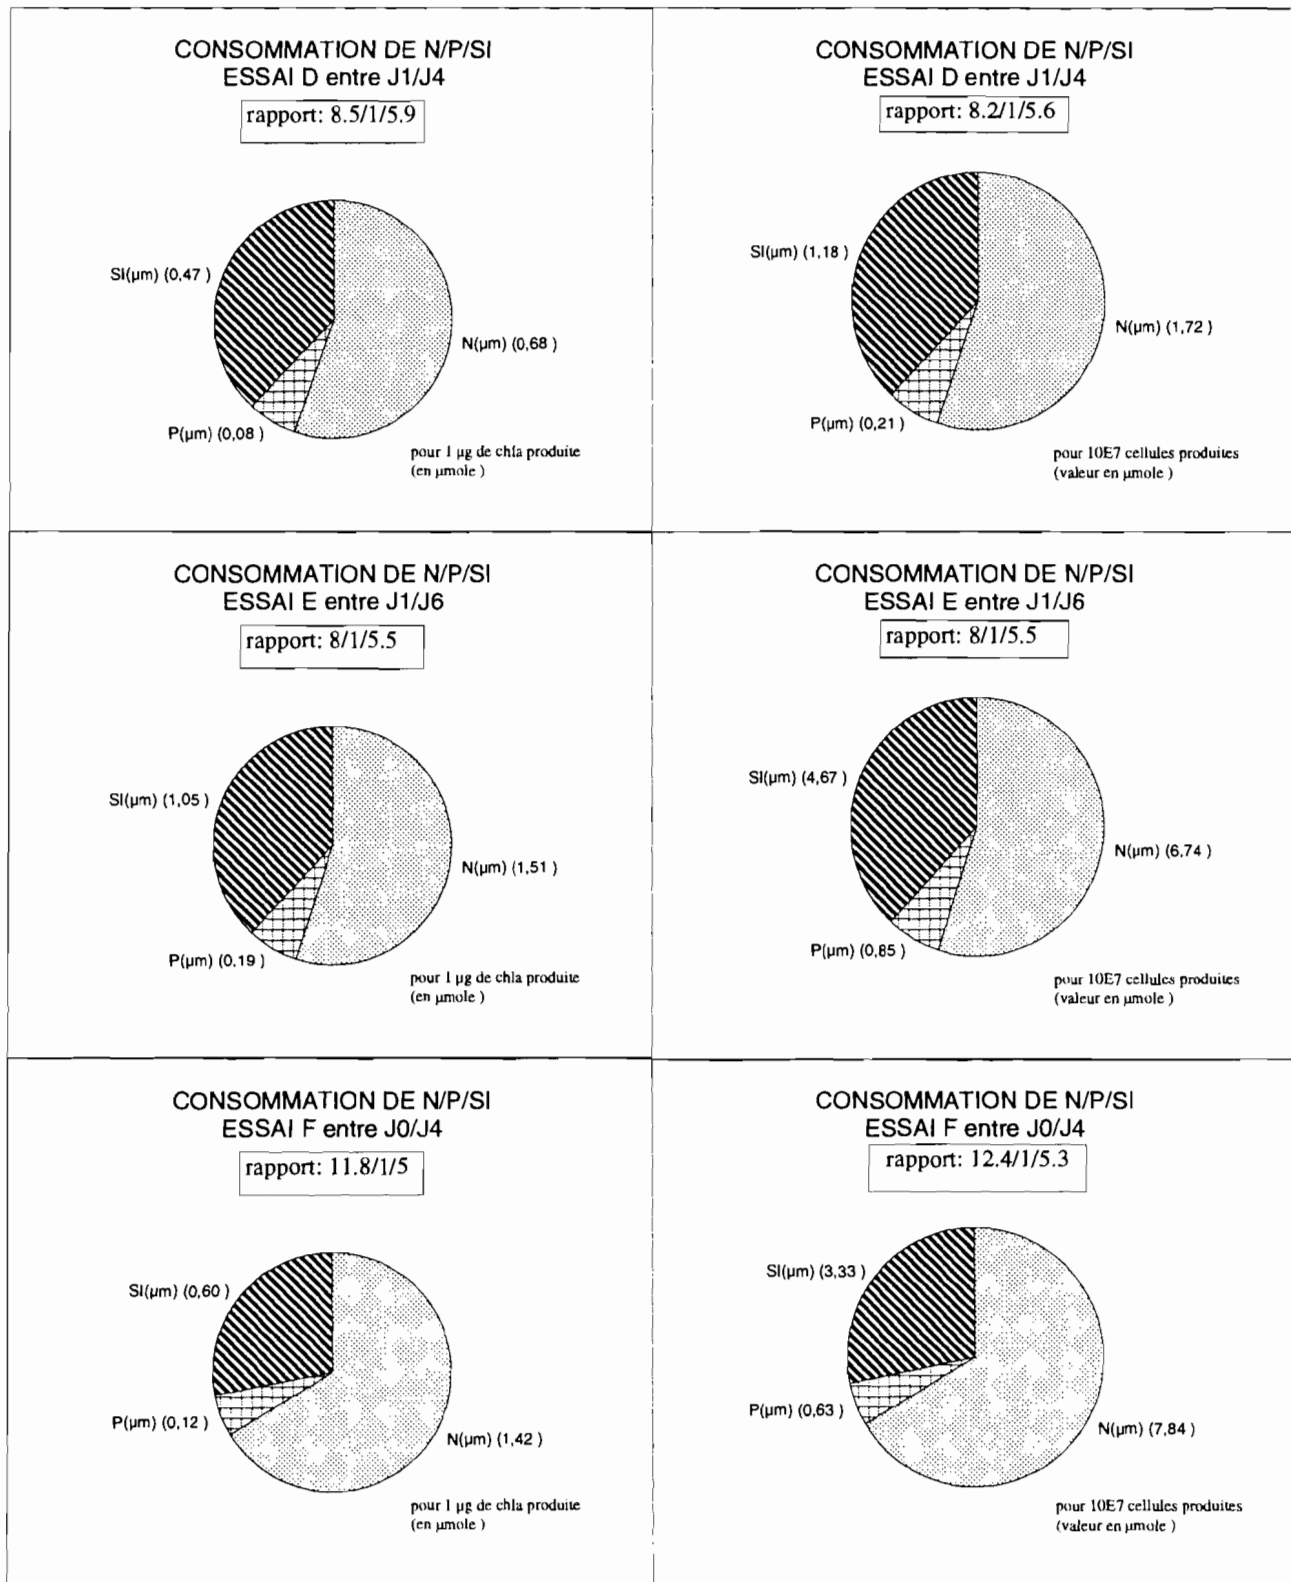 CONSOMMATION DE N/P/SI
ESSAI D entre J1/J4
rapport: 8.5/1/5.9
SI(µm) (0,47 )
N(µm) (0,68 )
P(µm) (0,08 )
pour 1 µg de chla produite
(en µmole )
CONSOMMATION DE N/P/SI
ESSAI D entre J1/J4
rapport: 8.2/1/5.6
SI(µm) (1,18 )
N(µm) (1,72 )
P(µm) (0,21 )
pour 10E7 cellules produites
(valeur en µmole )
CONSOMMATION DE N/P/SI
ESSAI E entre J1/J6
rapport: 8/1/5.5
SI(µm) (1,05 )
N(µm) (1,51 )
P(µm) (0,19 )
pour 1 µg de chla produite
(en µmole )
CONSOMMATION DE N/P/SI
ESSAI E entre J1/J6
rapport: 8/1/5.5
SI(µm) (4,67 )
N(µm) (6,74 )
P(µm) (0,85 )
pour 10E7 cellules produites
(valeur en µmole )
CONSOMMATION DE N/P/SI
ESSAI F entre J0/J4
rapport: 11.8/1/5
SI(µm) (0,60 )
P(µm) (0,12 )
N(µm) (1,42 )
pour 1 µg de chla produite
(en µmole )
CONSOMMATION DE N/P/SI
ESSAI F entre J0/J4
rapport: 12.4/1/5.3
SI(µm) (3,33 )
P(µm) (0,63 )
N(µm) (7,84 )
pour 10E7 cellules produites
(valeur en µmole )